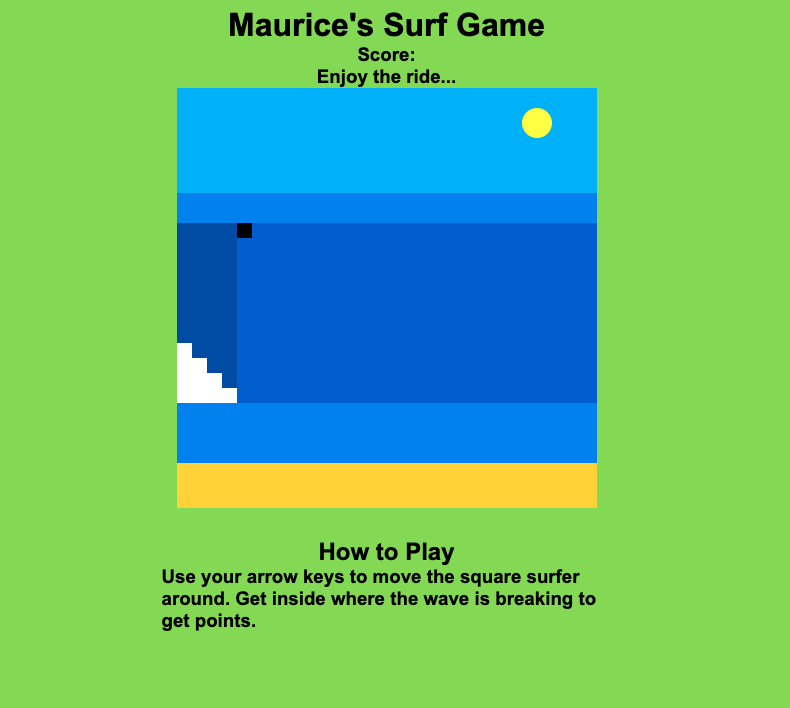 Maurice's Surf Game
Score:
Enjoy the ride...
How to Play
Use your arrow keys to move the square surfer
around. Get inside where the wave is breaking to
get points.